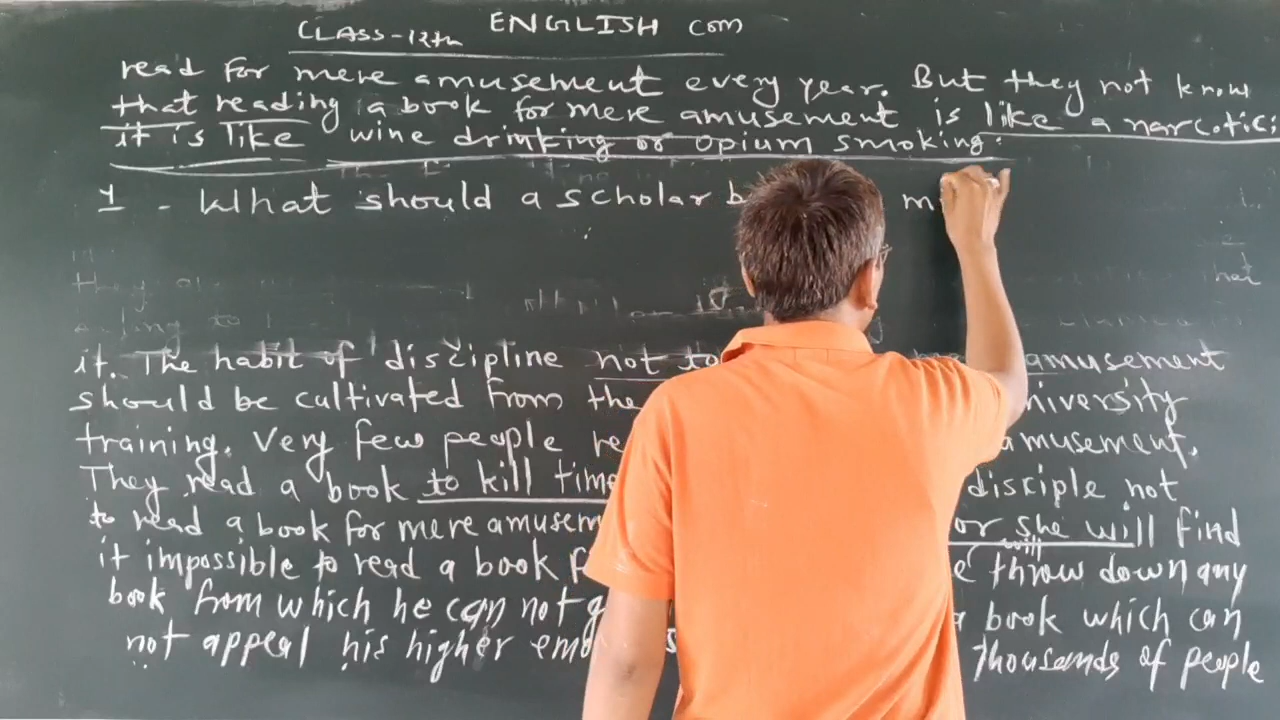 CLASS-12th ENGLISH com
read for mere amusement every year. But they not know
that reading a book for mere amusement is like a narcotic;
it is like wine drinking or opium smoking.
1 - What should a scholar b m
it. The habit of discipline not to amusement
should be cultivated from the niversity
training. Very few people re amusement.
They read a book to kill time disciple not
to read a book for mere amusem or she will find
it impossible to read a book f e will throw down any
book from which he can not g a book which can
not appeal his higher emo s thousands of people